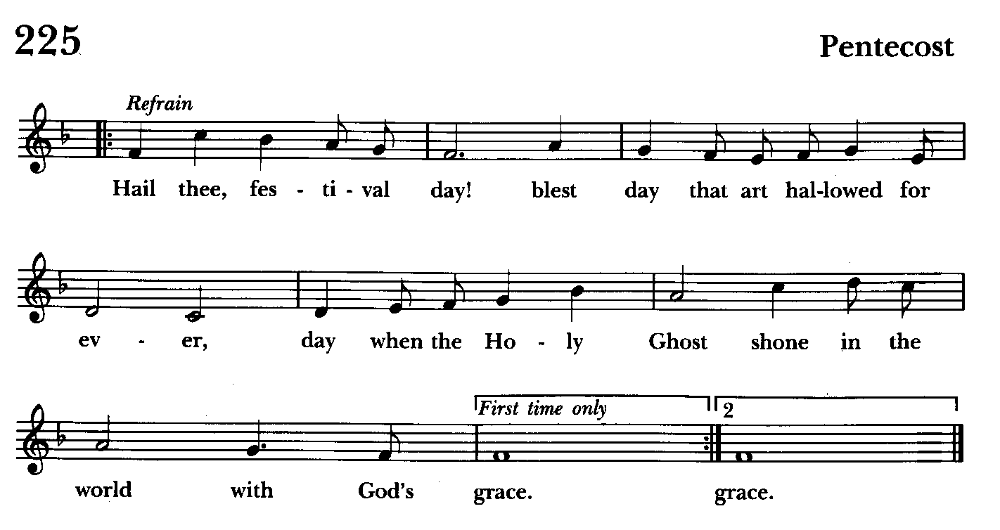 225 Pentecost
Refrain
Hail thee, fes - ti - val day! blest day that art hal-lowed for
ev - er, day when the Ho - ly Ghost shone in the
First time only 2
world with God's grace. grace.